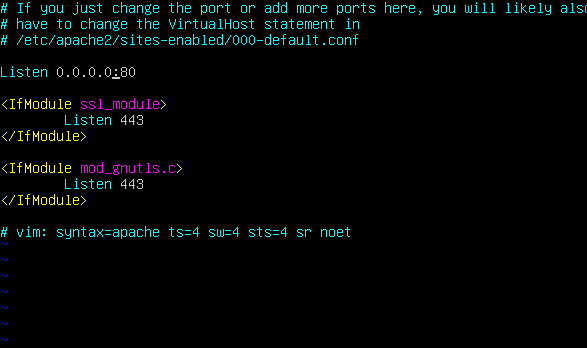 # If you just change the port or add more ports here, you will likely also
# have to change the VirtualHost statement in
# /etc/apache2/sites-enabled/000-default.conf
Listen 0.0.0.0:80
<IfModule ssl_module>
Listen 443
</IfModule>
<IfModule mod_gnutls.c>
Listen 443
</IfModule>
# vim: syntax=apache ts=4 sw=4 sts=4 sr noet
~
~
~
~
~
~
~